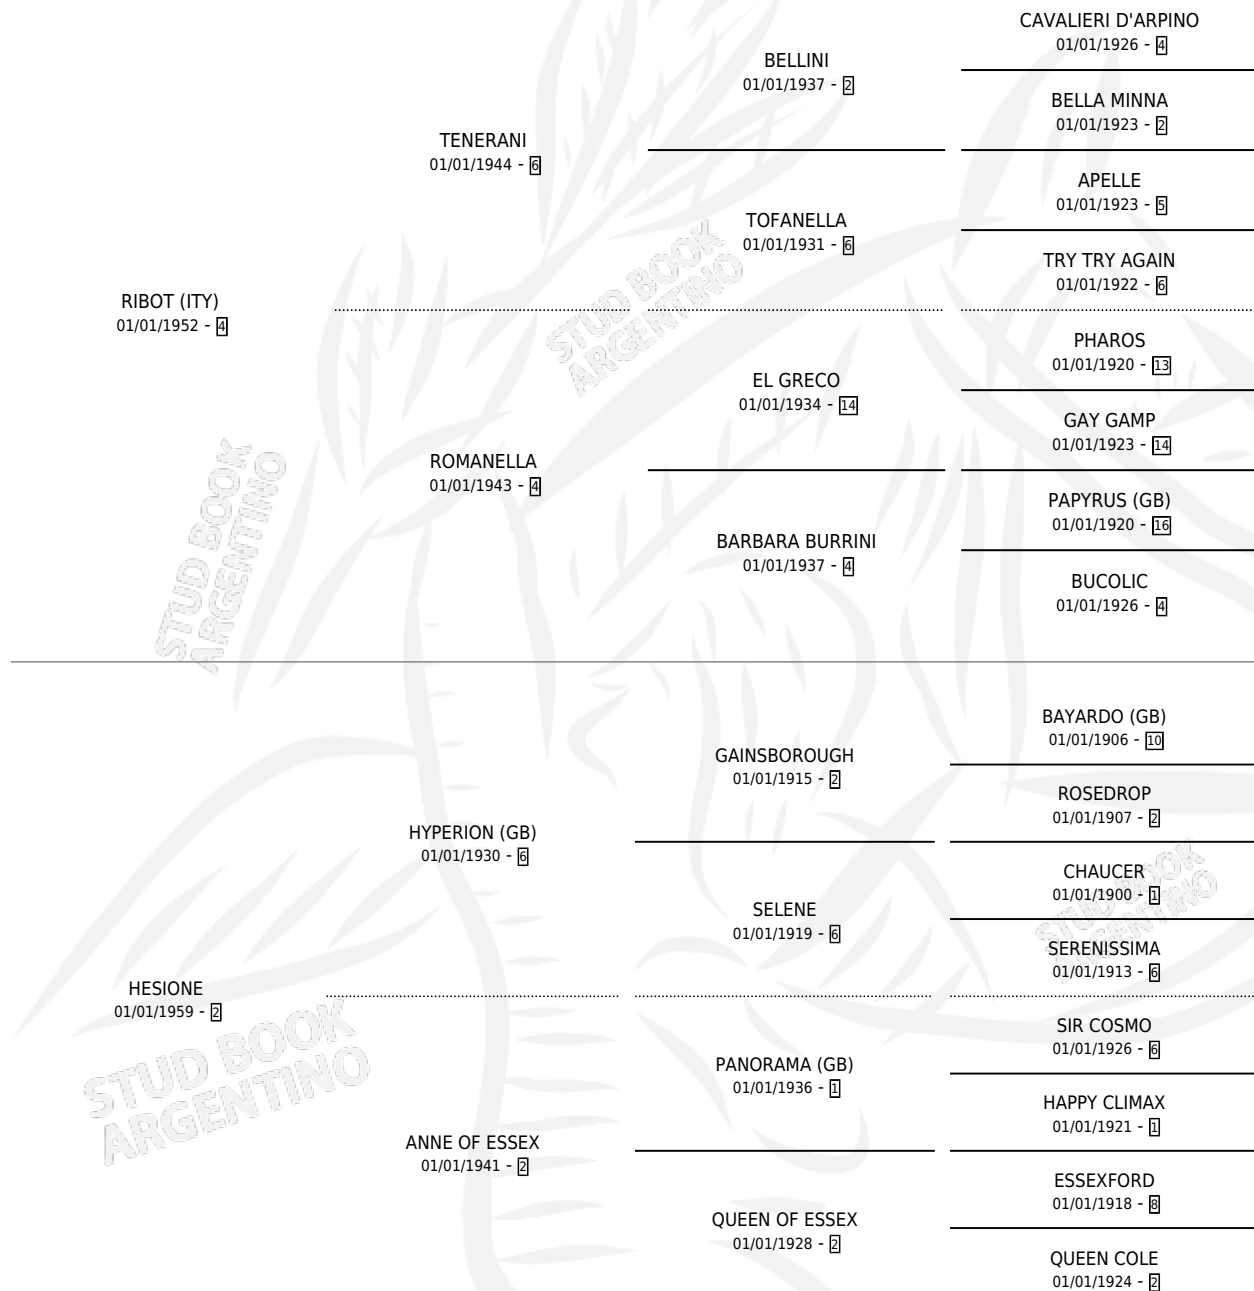 CAVALIERI D'ARPINO
01/01/1926 - 4
BELLINI
01/01/1937 - 2
BELLA MINNA
01/01/1923 - 2
TENERANI
01/01/1944 - 6
APELLE
01/01/1923 - 5
TOFANELLA
01/01/1931 - 6
TRY TRY AGAIN
01/01/1922 - 6
RIBOT (ITY)
01/01/1952 - 4
PHAROS
01/01/1920 - 13
EL GRECO
01/01/1934 - 14
GAY GAMP
01/01/1923 - 14
ROMANELLA
01/01/1943 - 4
PAPYRUS (GB)
01/01/1920 - 16
BARBARA BURRINI
01/01/1937 - 4
BUCOLIC
01/01/1926 - 4
BAYARDO (GB)
01/01/1906 - 10
GAINSBOROUGH
01/01/1915 - 2
ROSEDROP
01/01/1907 - 2
HYPERION (GB)
01/01/1930 - 6
CHAUCER
01/01/1900 - 1
SELENE
01/01/1919 - 6
SERENISSIMA
01/01/1913 - 6
HESIONE
01/01/1959 - 2
SIR COSMO
01/01/1926 - 6
PANORAMA (GB)
01/01/1936 - 1
HAPPY CLIMAX
01/01/1921 - 1
ANNE OF ESSEX
01/01/1941 - 2
ESSEXFORD
01/01/1918 - 8
QUEEN OF ESSEX
01/01/1928 - 2
QUEEN COLE
01/01/1924 - 2
STUD BOOK
ARGENTINO
STUD BOOK
ARGENTINO
STUD BOOK
ARGENTINO
STUD BOOK
ARGENTINO